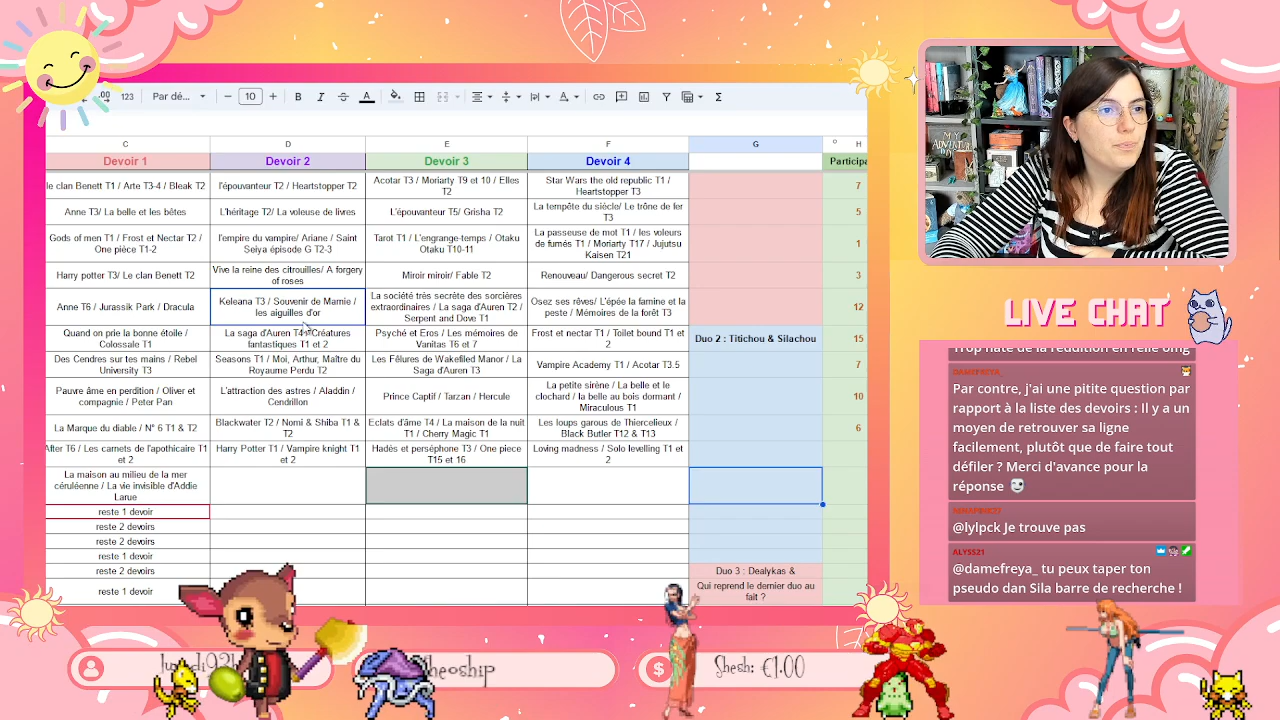 .00 123 Par dé... 10 B I A
C D E F G H
Devoir 1 Devoir 2 Devoir 3 Devoir 4 Participa
le clan Benett T1 / Arte T3-4 / Bleak T2
l'épouvanteur T2 / Heartstopper T2
Acotar T3 / Moriarty T9 et 10 / Elles
T2
Star Wars the old republic T1 /
Heartstopper T3
7
Anne T3/ La belle et les bêtes
L'héritage T2/ La voleuse de livres
L'épouvanteur T5/ Grisha T2
La tempête du siècle/ Le trône de fer
T3
5
Gods of men T1 / Frost et Nectar T2 /
One pièce T1-2
l'empire du vampire/ Ariane / Saint
Seiya épisode G T2-3
Tarot T1 / L'engrange-temps / Otaku
Otaku T10-11
La passeuse de mot T1 / les voleurs
de fumés T1 / Moriarty T17 / Jujutsu
Kaisen T21
1
Harry potter T3/ Le clan Benett T2
Vive la reine des citrouilles/ A forgery
of roses
Miroir miroir/ Fable T2
Renouveau/ Dangerous secret T2
3
Anne T6 / Jurassik Park / Dracula
Keleana T3 / Souvenir de Mamie /
les aiguilles d'or
La société très secrète des sorcières
extraordinaires / La saga d'Auren T2 /
Serpent and Dove T1
Osez ses rêves/ L'épée la famine et la
peste / Mémoires de la forêt T3
12
Quand on prie la bonne étoile /
Colossale T1
La saga d'Auren T4 / Créatures
fantastiques T1 et 2
Psyché et Eros / Les mémoires de
Vanitas T6 et 7
Frost et nectar T1 / Toilet bound T1 et
2
Duo 2 : Titichou & Silachou
15
Des Cendres sur tes mains / Rebel
University T3
Seasons T1 / Moi, Arthur, Maître du
Royaume Perdu T2
Les Fêlures de Wakefiled Manor / La
Saga d'Auren T3
Vampire Academy T1 / Acotar T3.5
7
Pauvre âme en perdition / Oliver et
compagnie / Peter Pan
L'attraction des astres / Aladdin /
Cendrillon
Prince Captif / Tarzan / Hercule
La petite sirène / La belle et le
clochard / la belle au bois dormant /
Miraculous T1
10
La Marque du diable / N° 6 T1 & T2
Blackwater T2 / Nomi & Shiba T1 &
T2
Eclats d'âme T4 / La maison de la nuit
T1 / Cherry Magic T1
Les loups garous de Thiercelieux /
Black Butler T12 & T13
6
After T6 / Les carnets de l'apothicaire T1
et 2
Harry Potter T1 / Vampire knight T1
et 2
Hadès et perséphone T3 / One piece
T15 et 16
Loving madness / Solo levelling T1 et
2
La maison au milieu de la mer
céruléenne / La vie invisible d'Addie
Larue
reste 1 devoir
reste 2 devoirs
reste 2 devoirs
reste 1 devoir
reste 2 devoirs
Duo 3 : Dealykas &
reste 1 devoir
Qui reprend le dernier duo au
fait ?
LIVE CHAT
Trop hâte de la reddition en relié omg
DAMEFREYA_
Par contre, j'ai une pitite question par
rapport à la liste des devoirs : Il y a un
moyen de retrouver sa ligne
facilement, plutôt que de faire tout
défiler ? Merci d'avance pour la
réponse
@lylpck Je trouve pas
ALYSS21
@damefreya_ tu peux taper ton
pseudo dan Sila barre de recherche !
Shesh: €1.00